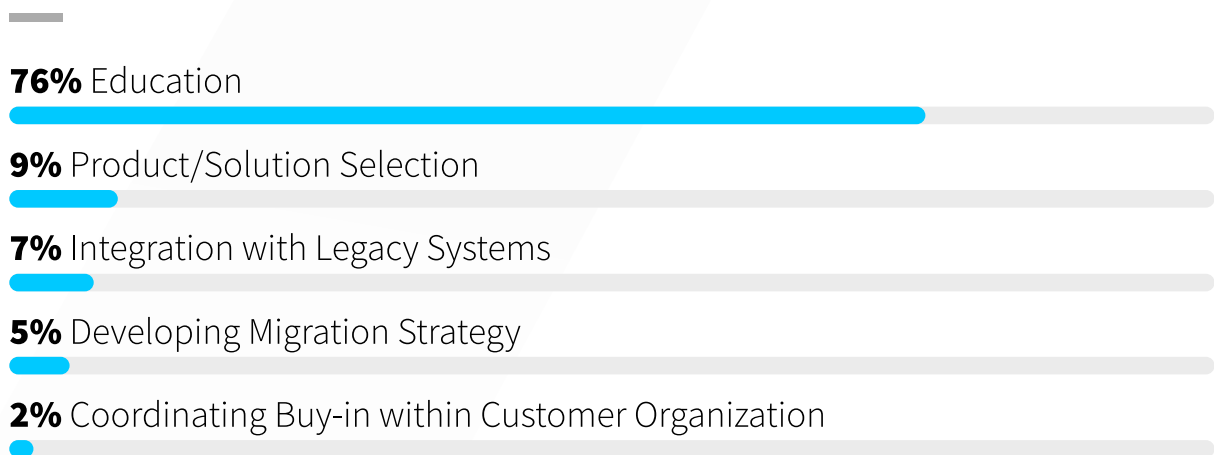 76% Education
9% Product/Solution Selection
7% Integration with Legacy Systems
5% Developing Migration Strategy
2% Coordinating Buy-in within Customer Organization